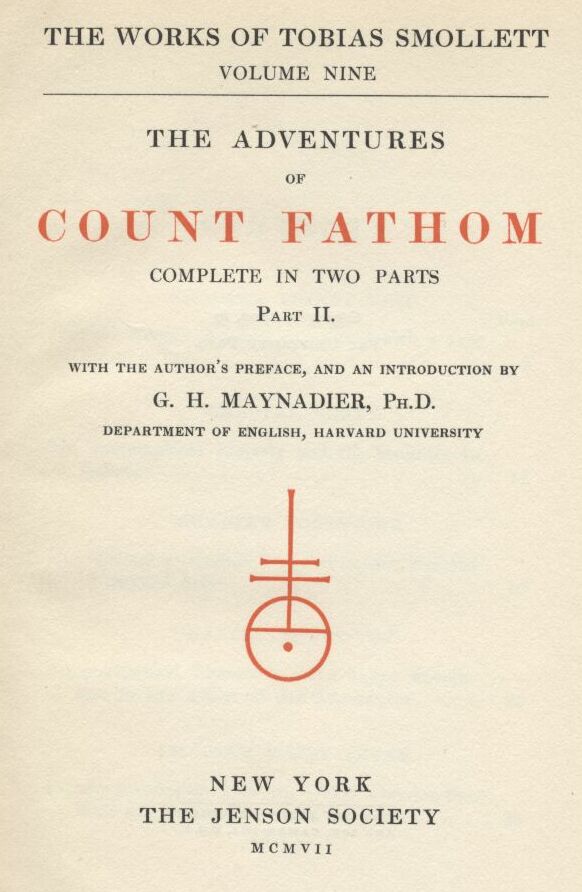 THE WORKS OF TOBIAS SMOLLETT
VOLUME NINE
THE ADVENTURES
OF
COUNT FATHOM
COMPLETE IN TWO PARTS
Part II.
WITH THE AUTHOR'S PREFACE, AND AN INTRODUCTION BY
G. H. MAYNADIER, Ph.D.
DEPARTMENT OF ENGLISH, HARVARD UNIVERSITY
NEW YORK
THE JENSON SOCIETY
MCMVII